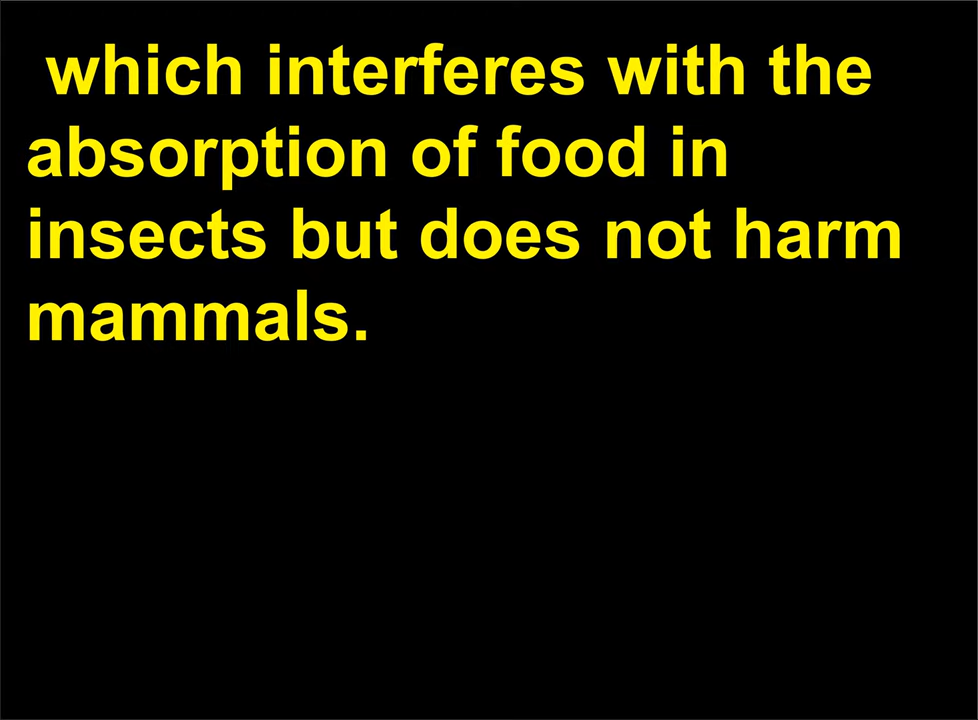 which interferes with the
absorption of food in
insects but does not harm
mammals.